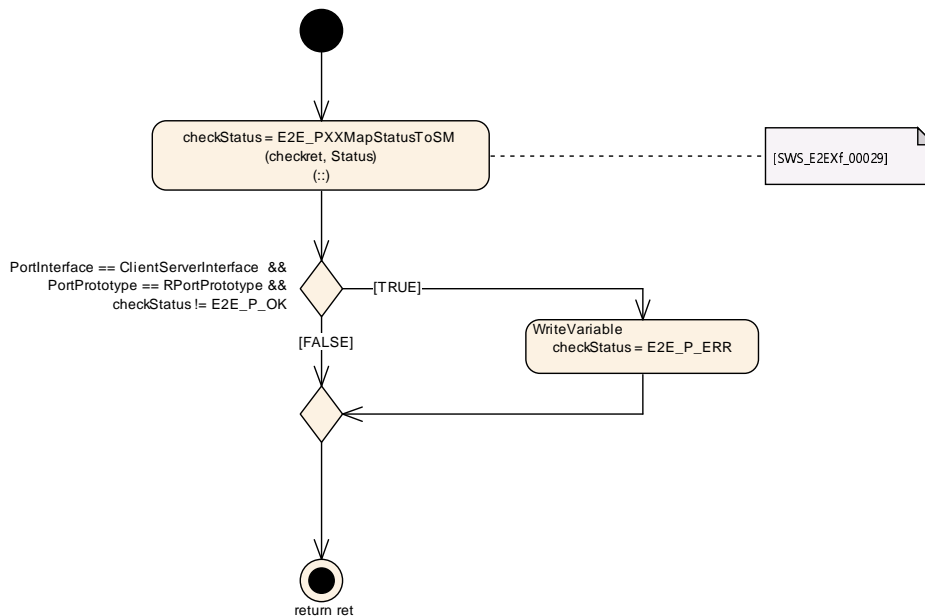 checkStatus = E2E_PXXMapStatusToSM
(checkret, Status)
(::)
[SWS_E2EXf_00029]
PortInterface == ClientServerInterface &&
PortPrototype == RPortPrototype &&
checkStatus != E2E_P_OK
[TRUE]
[FALSE]
WriteVariable
checkStatus = E2E_P_ERR
return ret